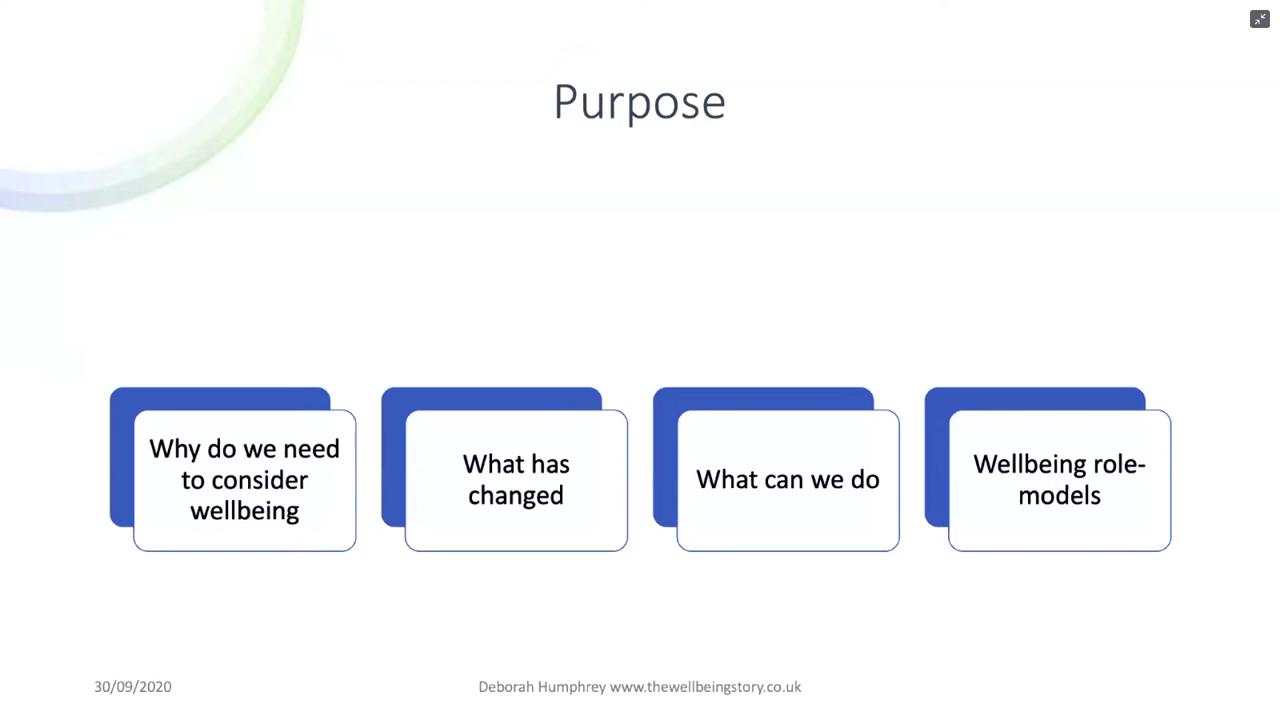 Purpose
Why do we need
to consider
wellbeing
What has
changed
What can we do
Wellbeing role-
models
30/09/2020
Deborah Humphrey www.thewellbeingstory.co.uk